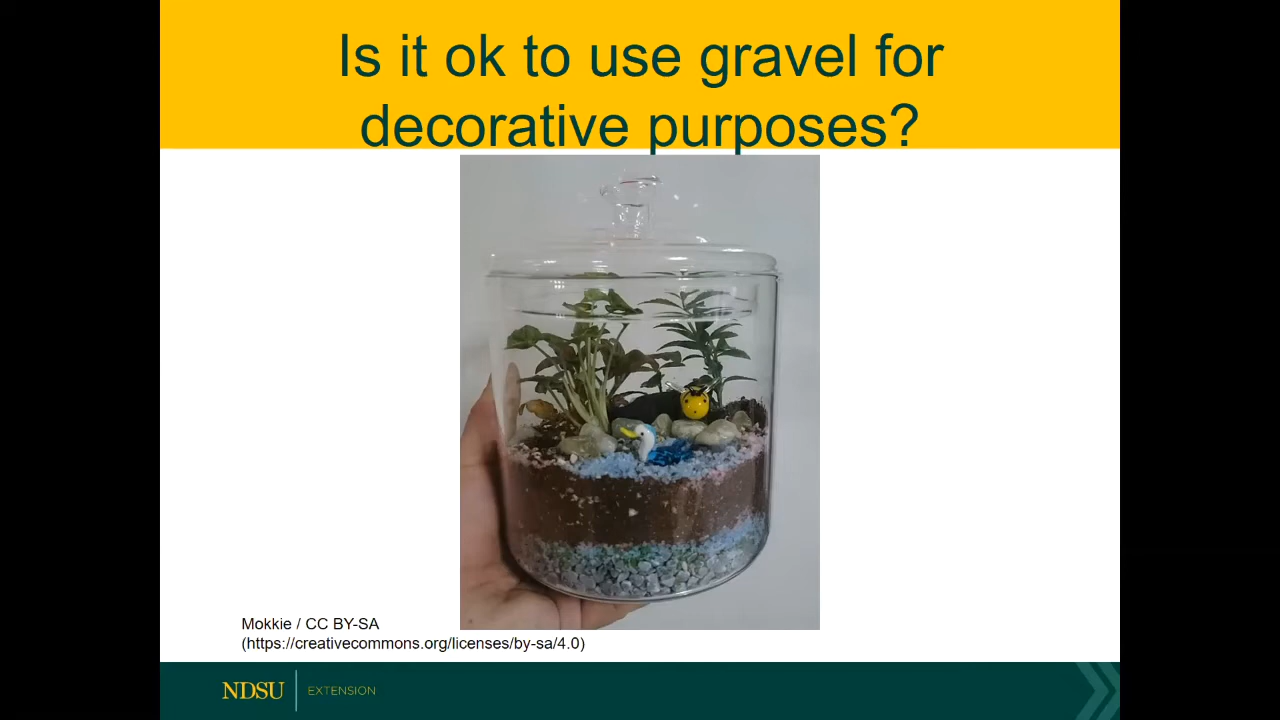 Is it ok to use gravel for
decorative purposes?
Mokkie / CC BY-SA
(https://creativecommons.org/licenses/by-sa/4.0)
NDSU
EXTENSION